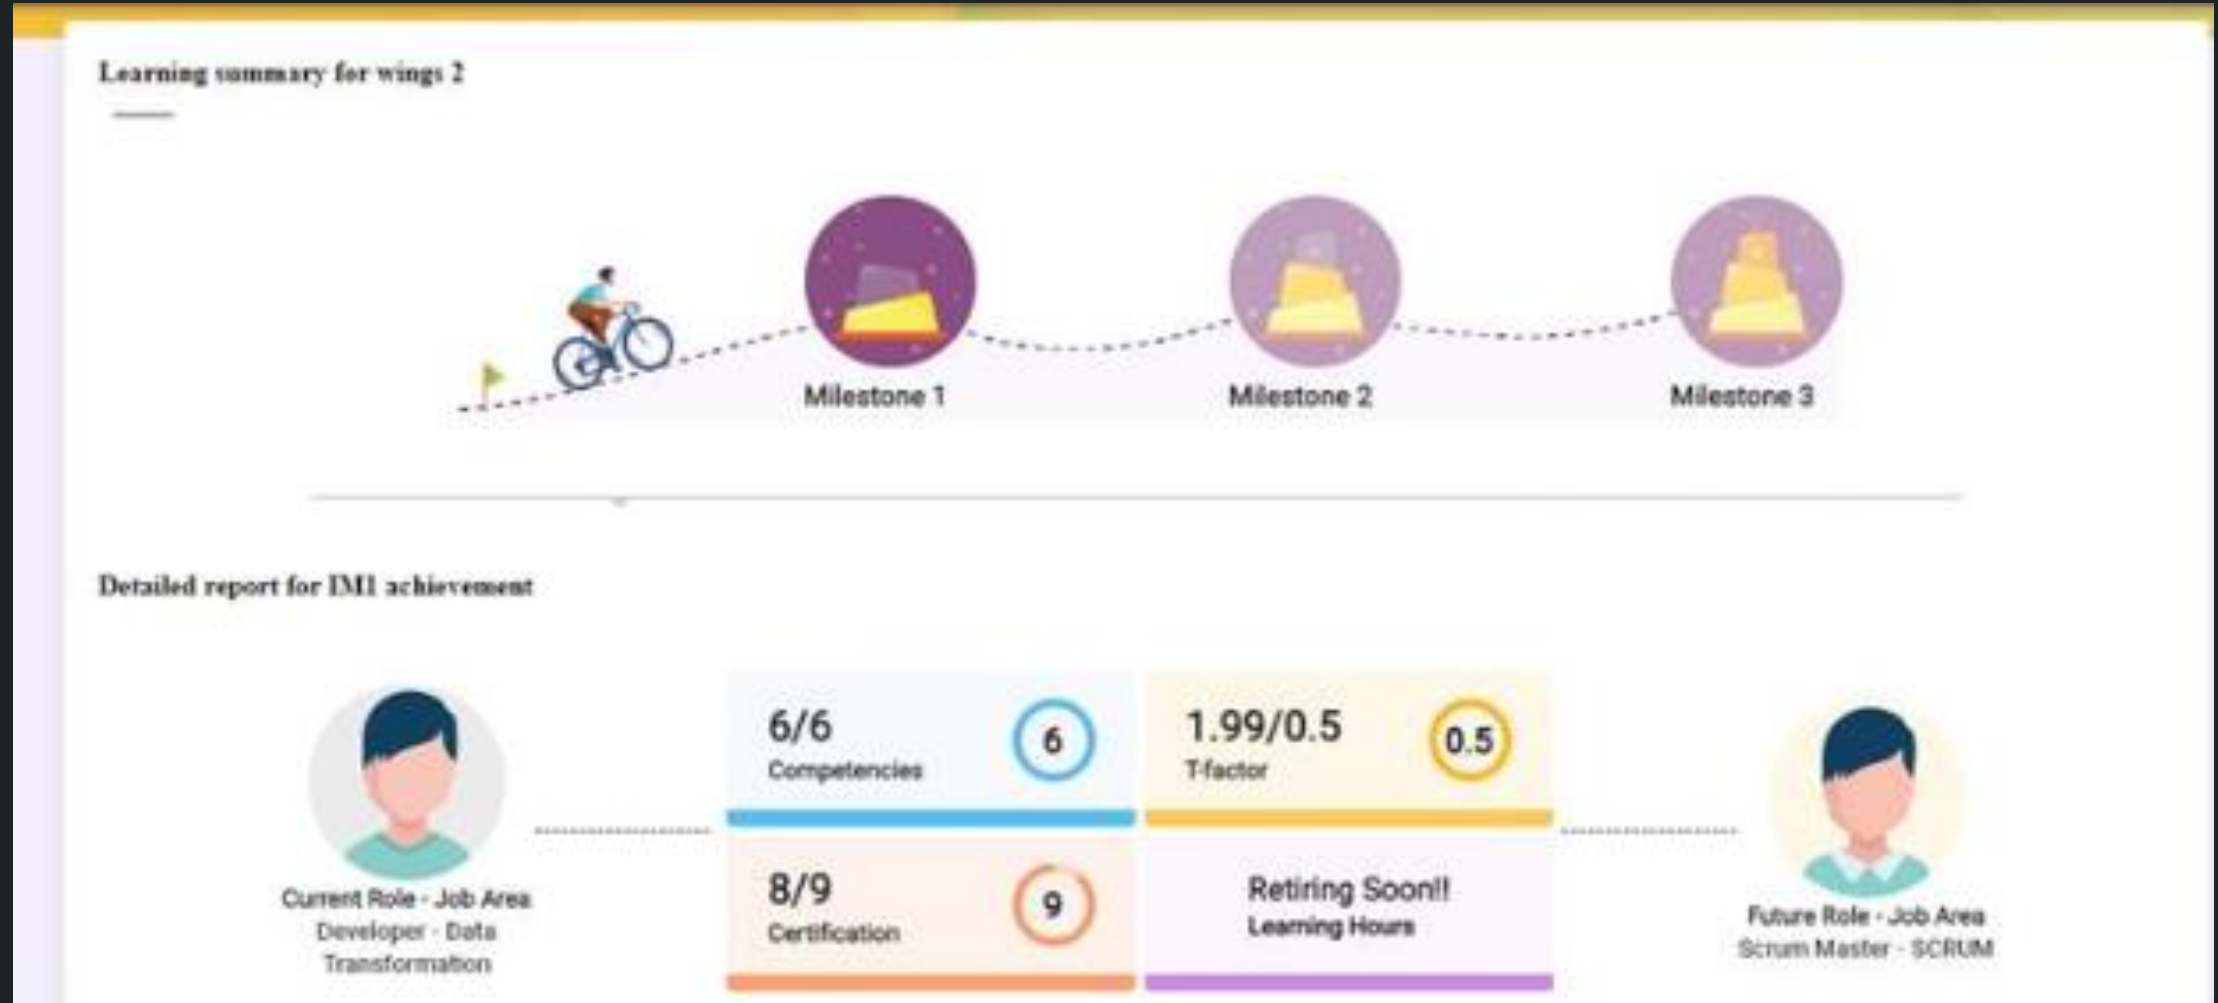 Learning summary for wings 2
Milestone 1
Milestone 2
Milestone 3
Detailed report for IM1 achievement
6/6
6
Competencies
1.99/0.5
0.5
T-factor
8/9
9
Certification
Retiring Soon!!
Learning Hours
Current Role - Job Area
Developer - Data
Transformation
Future Role - Job Area
Scrum Master - SCRUM